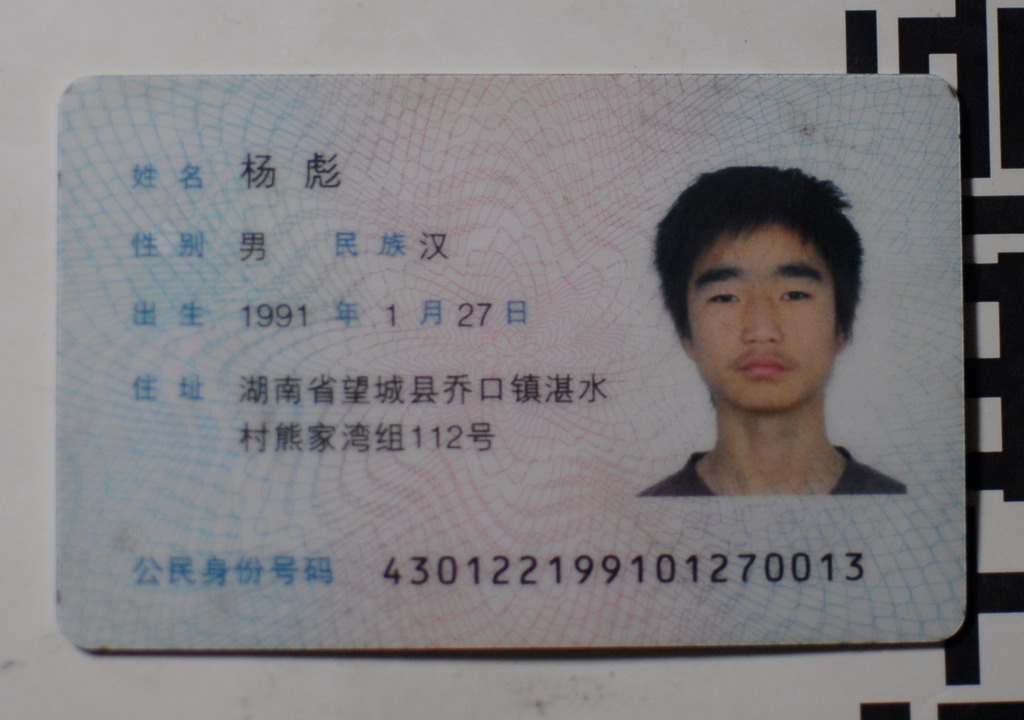 姓名 杨彪
性别 男 民族 汉
出生 1991 年 1 月 27 日
住址 湖南省望城县乔口镇湛水
村熊家湾组112号
公民身份号码 430122199101270013